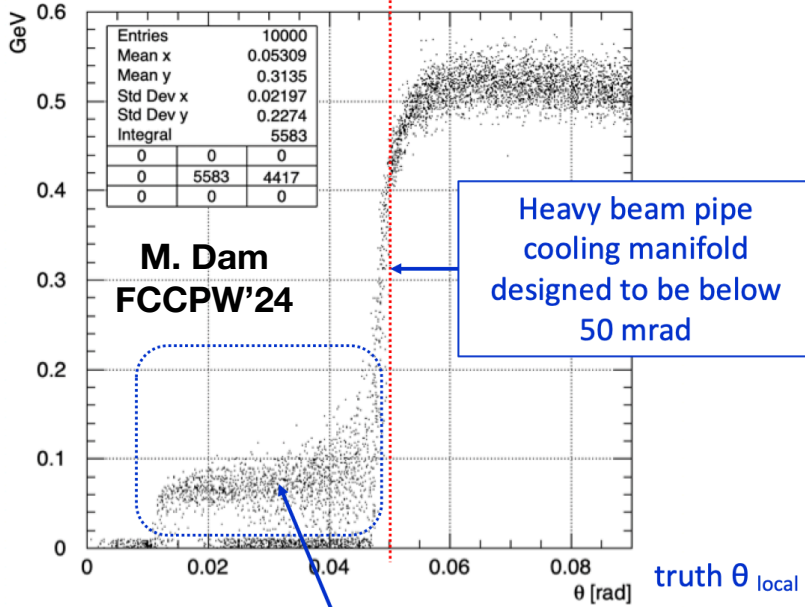 GeV
0.6
0.5
0.4
0.3
0.2
0.1
0
Entries 10000
Mean x 0.05309
Mean y 0.3135
Std Dev x 0.02197
Std Dev y 0.2274
Integral 5583
0 0 0
0 5583 4417
0 0 0
M. Dam
FCCPW'24
Heavy beam pipe
cooling manifold
designed to be below
50 mrad
0 0.02 0.04 0.06 0.08
θ [rad]
truth θ local